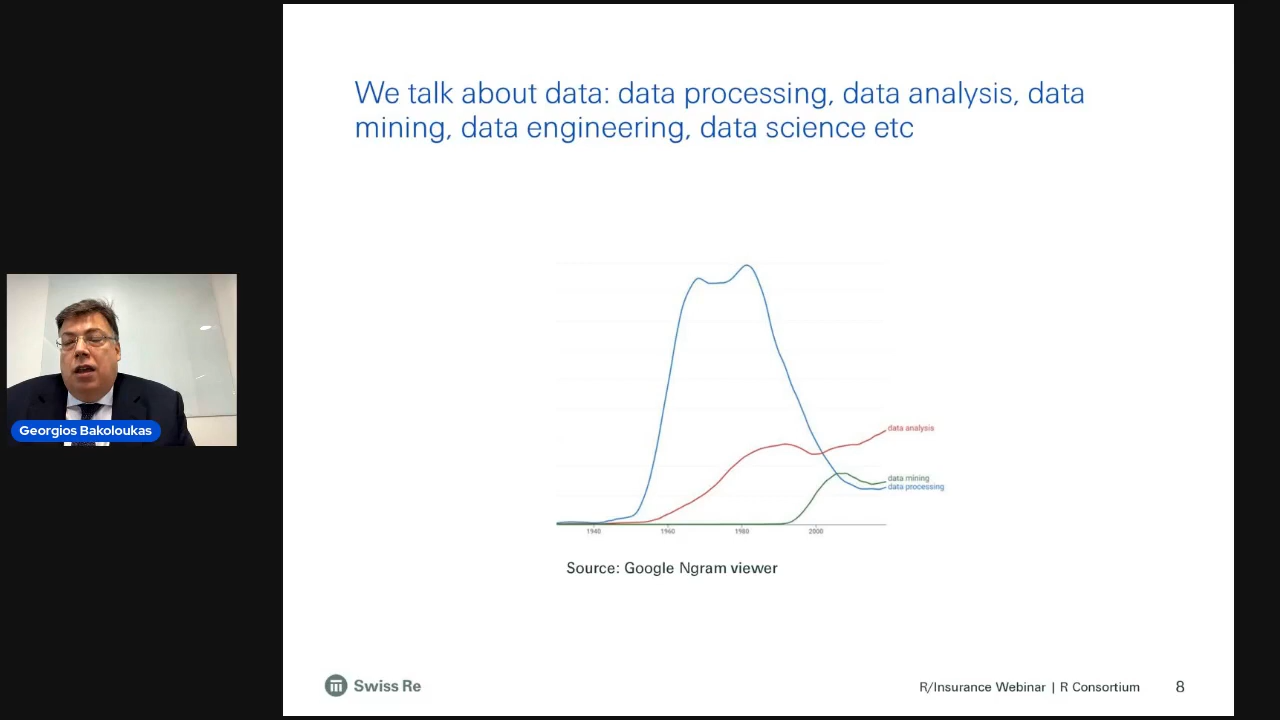 We talk about data: data processing, data analysis, data
mining, data engineering, data science etc
data analysis
data mining
data processing
1940 1960 1980 2000
Source: Google Ngram viewer
Georgios Bakoloukas
Swiss Re
R/Insurance Webinar | R Consortium 8